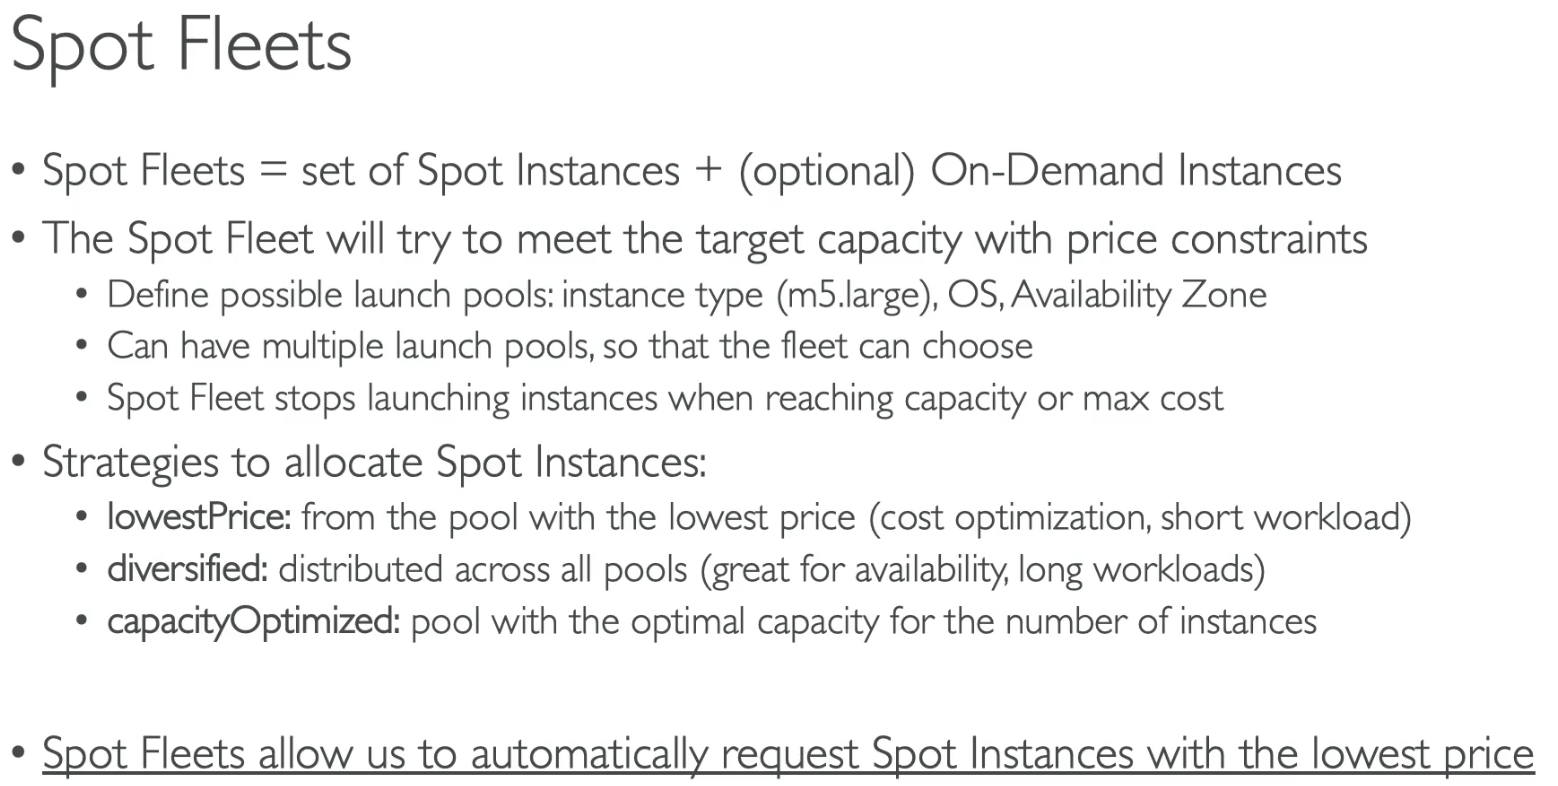 Spot Fleets
• Spot Fleets = set of Spot Instances + (optional) On-Demand Instances
• The Spot Fleet will try to meet the target capacity with price constraints
• Define possible launch pools: instance type (m5.large), OS, Availability Zone
• Can have multiple launch pools, so that the fleet can choose
• Spot Fleet stops launching instances when reaching capacity or max cost
• Strategies to allocate Spot Instances:
• lowestPrice: from the pool with the lowest price (cost optimization, short workload)
• diversified: distributed across all pools (great for availability, long workloads)
• capacityOptimized: pool with the optimal capacity for the number of instances
• Spot Fleets allow us to automatically request Spot Instances with the lowest price